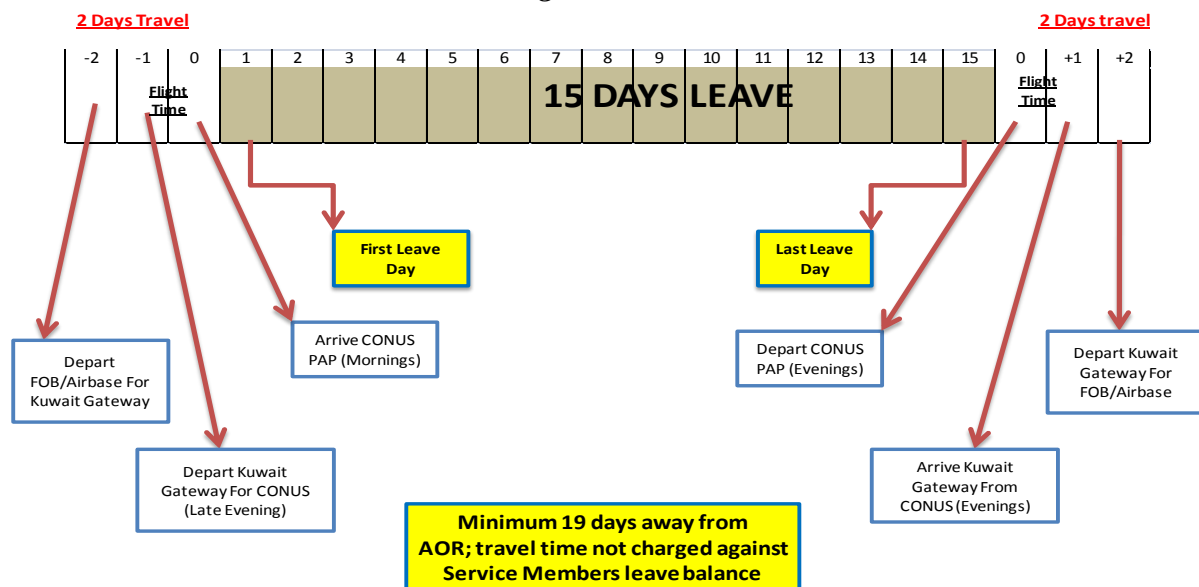 2 Days Travel
2 Days travel
-2 -1 0 1 2 3 4 5 6 7 8 9 10 11 12 13 14 15 0 +1 +2
Flight
Time
15 DAYS LEAVE
Flight
Time
First Leave
Day
Last Leave
Day
Arrive CONUS
PAP (Mornings)
Depart CONUS
PAP (Evenings)
Depart
FOB/Airbase For
Kuwait Gateway
Depart Kuwait
Gateway For
FOB/Airbase
Depart Kuwait
Gateway For CONUS
(Late Evening)
Arrive Kuwait
Gateway From
CONUS (Evenings)
Minimum 19 days away from
AOR; travel time not charged against
Service Members leave balance